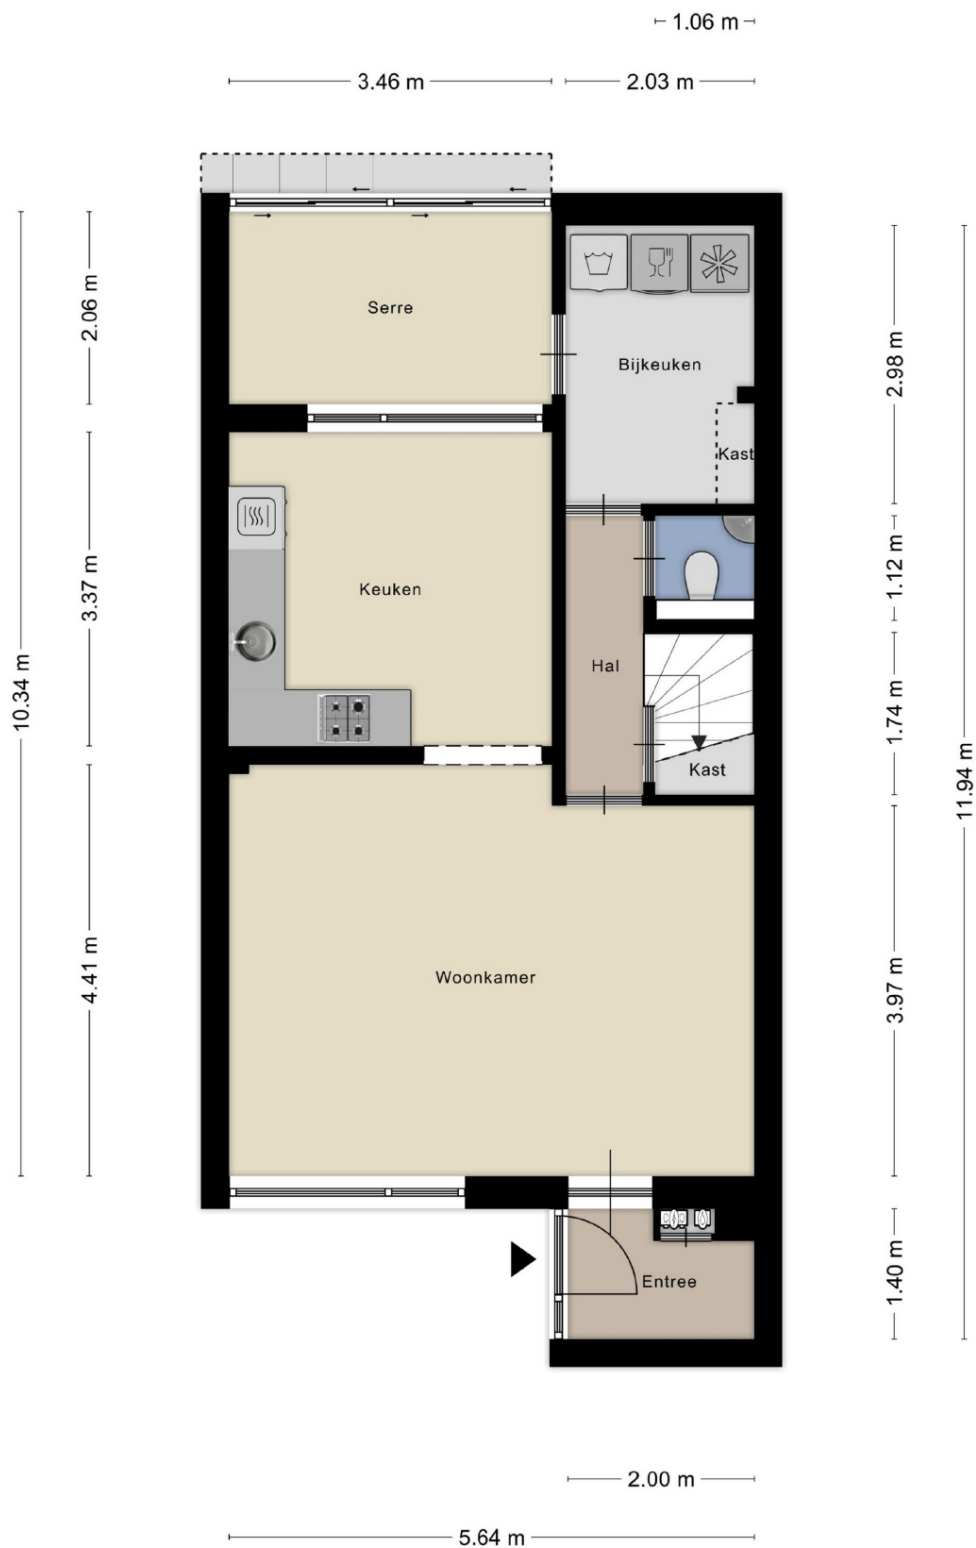 1.06 m
3.46 m
2.03 m
Serre
2.06 m
Bijkeuken
2.98 m
Kast
Keuken
3.37 m
1.12 m
10.34 m
Hal
1.74 m
Kast
11.94 m
Woonkamer
4.41 m
3.97 m
Entree
1.40 m
2.00 m
5.64 m